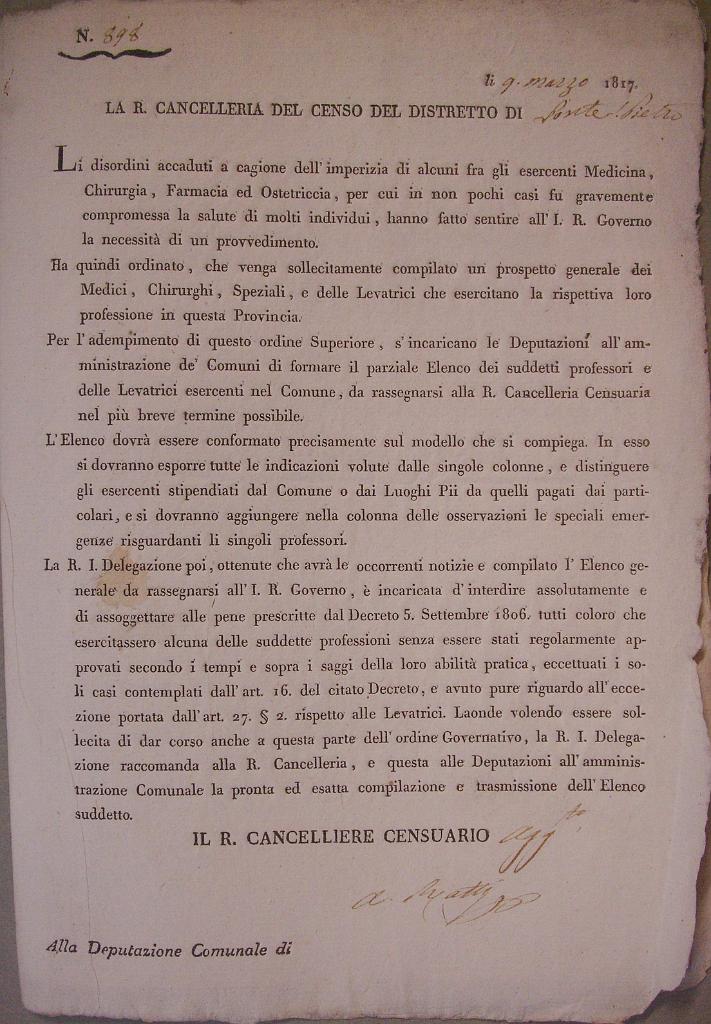 N. 898
li 9. marzo 1817.
LA R. CANCELLERIA DEL CENSO DEL DISTRETTO DI Ponte S. Pietro
Li disordini accaduti a cagione dell'imperizia di alcuni fra gli esercenti Medicina,
Chirurgia, Farmacia ed Ostetriccia, per cui in non pochi casi fu gravemente
compromessa la salute di molti individui, hanno fatto sentire all'I. R. Governo
la necessità di un provvedimento.
Ha quindi ordinato, che venga sollecitamente compilato un prospetto generale dei
Medici, Chirurghi, Speziali, e delle Levatrici che esercitano la rispettiva loro
professione in questa Provincia.
Per l'adempimento di questo ordine Superiore, s'incaricano le Deputazioni all'am-
ministrazione de' Comuni di formare il parziale Elenco dei suddetti professori e
delle Levatrici esercenti nel Comune, da rassegnarsi alla R. Cancelleria Censuaria
nel più breve termine possibile.
L'Elenco dovrà essere conformato precisamente sul modello che si compiega. In esso
si dovranno esporre tutte le indicazioni volute dalle singole colonne, e distinguere
gli esercenti stipendiati dal Comune o dai Luoghi Pii da quelli pagati dai parti-
colari, e si dovranno aggiungere nella colonna delle osservazioni le speciali emer-
genze risguardanti li singoli professori.
La R. I. Delegazione poi, ottenute che avrà le occorrenti notizie e compilato l'Elenco ge-
nerale da rassegnarsi all'I. R. Governo, è incaricata d'interdire assolutamente e
di assoggettare alle pene prescritte dal Decreto 5. Settembre 1806. tutti coloro che
esercitassero alcuna delle suddette professioni senza essere stati regolarmente ap-
provati secondo i tempi e sopra i saggi della loro abilità pratica, eccettuati i so-
li casi contemplati dall'art. 16. del citato Decreto, e avuto pure riguardo all'ecce-
zione portata dall'art. 27. § 2. rispetto alle Levatrici. Laonde volendo essere sol-
lecita di dar corso anche a questa parte dell'ordine Governativo, la R. I. Delega-
zione raccomanda alla R. Cancelleria, e questa alle Deputazioni all'amminis-
trazione Comunale la pronta ed esatta compilazione e trasmissione dell'Elenco
suddetto.
IL R. CANCELLIERE CENSUARIO agg.to
Alla Deputazione Comunale di